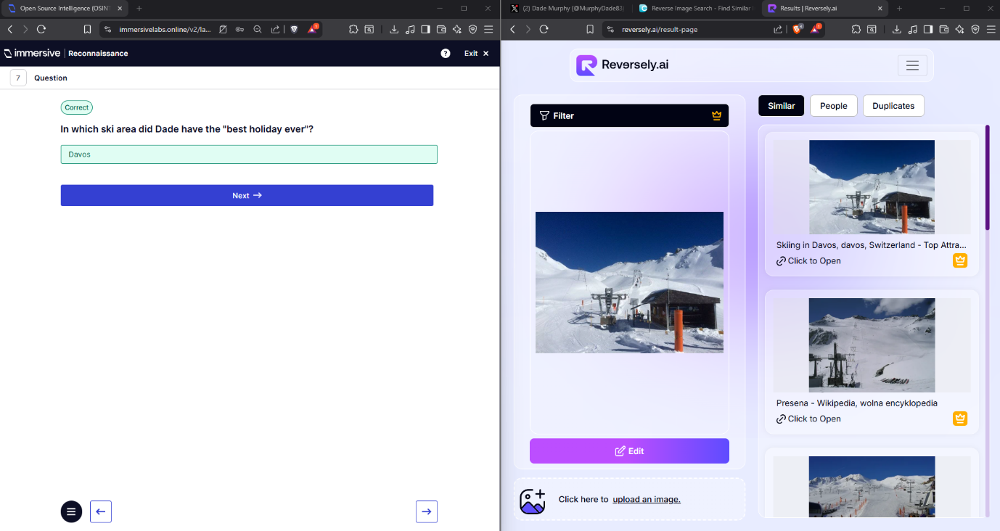 Open Source Intelligence (OSINT
immersivelabs.online/v2/la...
immersive | Reconnaissance
? Exit
7 Question
Correct
In which ski area did Dade have the "best holiday ever"?
Davos
Next
(2) Dade Murphy (@MurphyDade83)
Reverse Image Search - Find Similar
Results | Reversely.ai
reversely.ai/result-page
Reversely.ai
Filter
Edit
Click here to upload an image.
Similar People Duplicates
Skiing in Davos, davos, Switzerland - Top Attra...
Click to Open
Presena - Wikipedia, wolna encyklopedia
Click to Open